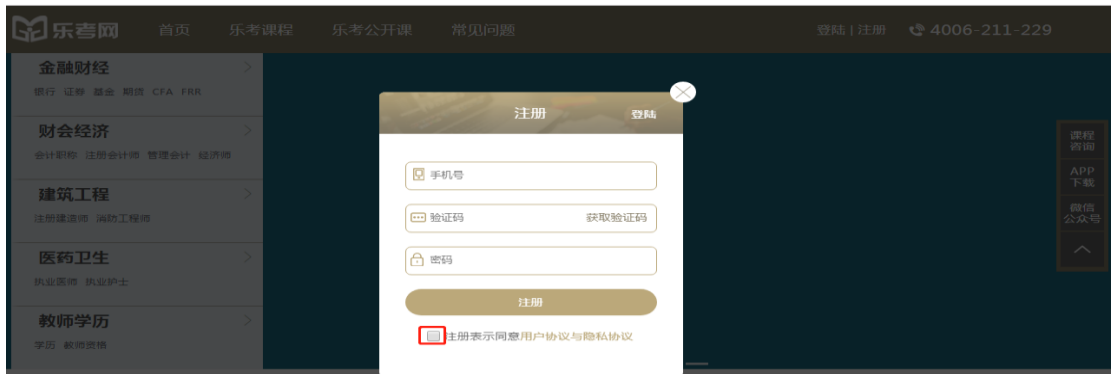 乐考网 首页 乐考课程 乐考公开课 常见问题 登陆 | 注册 4006-211-229
金融财经
银行 证券 基金 期货 CFA FRR
财会经济
会计职称 注册会计师 管理会计 经济师
建筑工程
注册建造师 消防工程师
医药卫生
执业医师 执业护士
教师学历
学历 教师资格
注册 登陆
手机号
验证码 获取验证码
密码
注册
注册表示同意用户协议与隐私协议
课程
咨询
APP
下载
微信
公众号